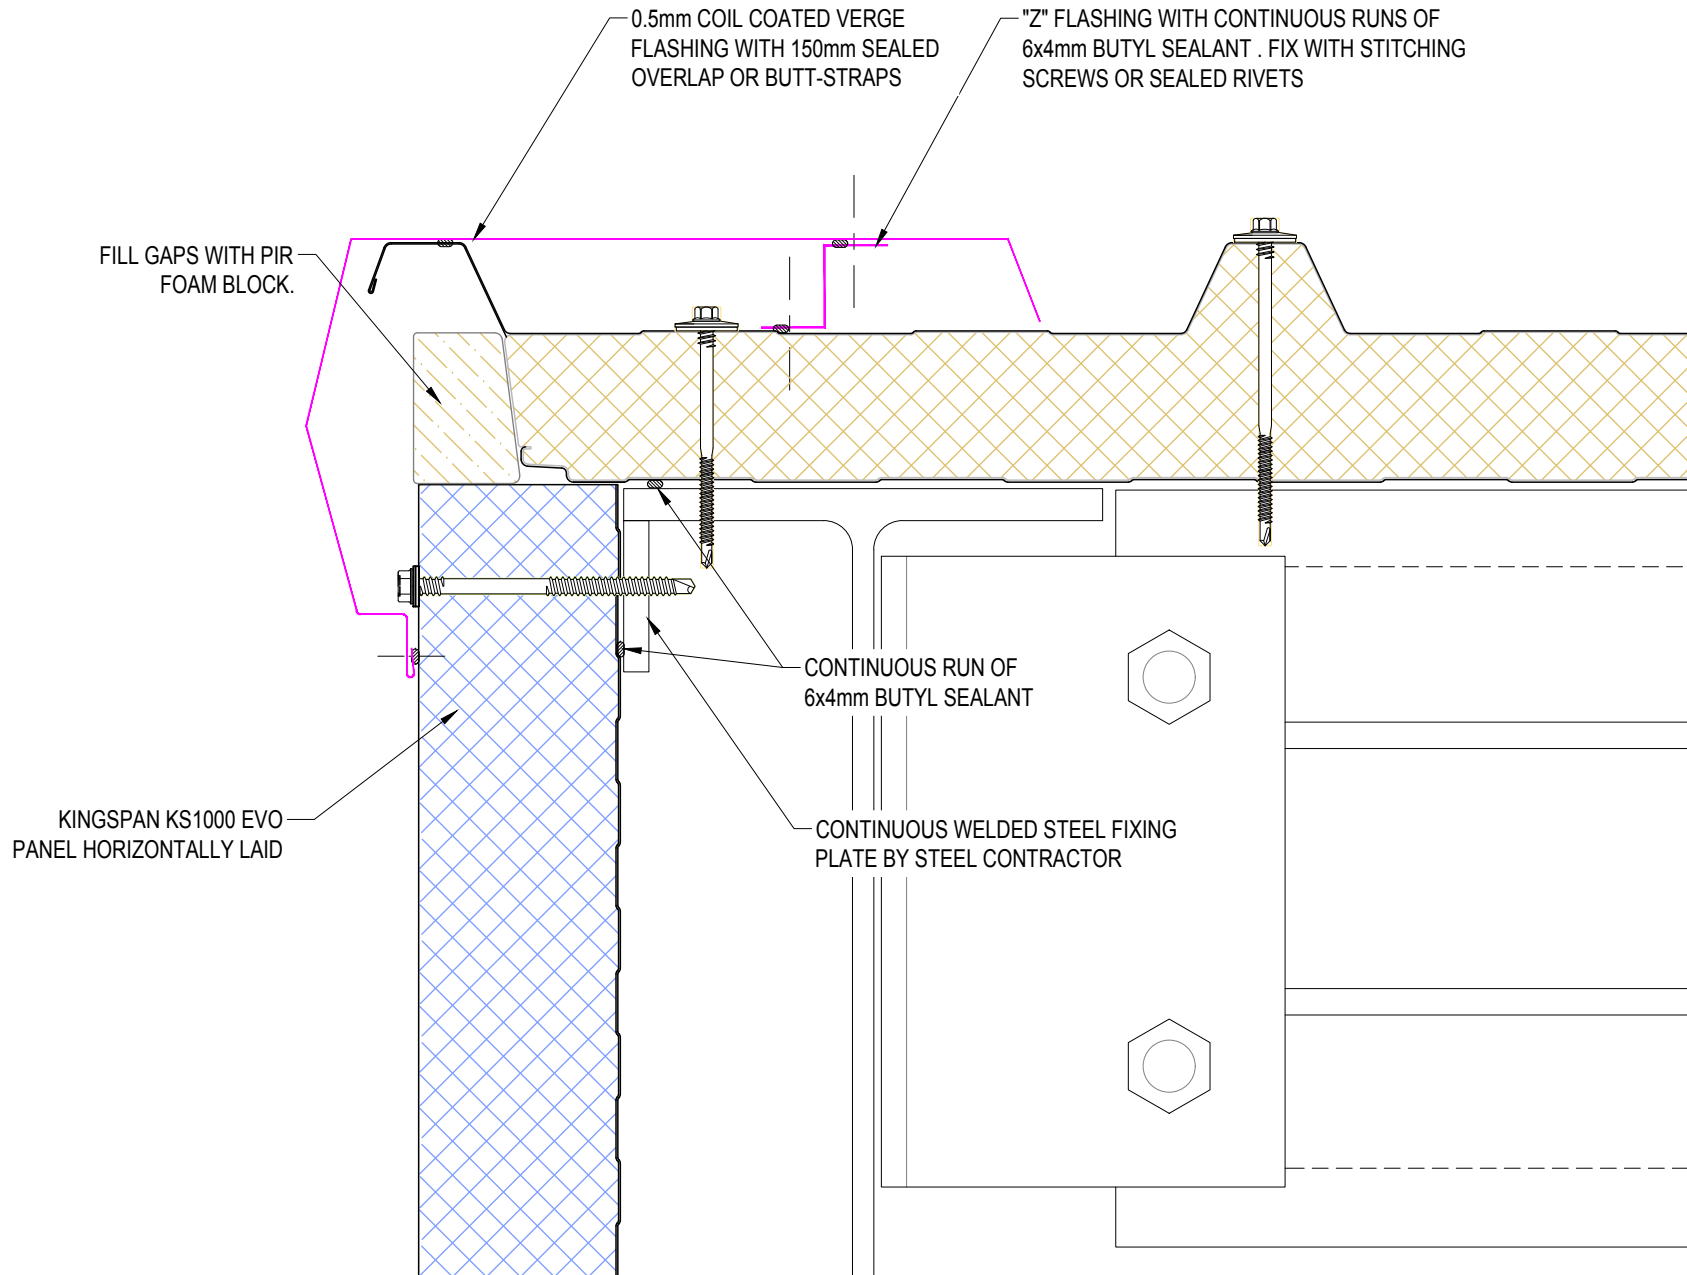 0.5mm COIL COATED VERGE
FLASHING WITH 150mm SEALED
OVERLAP OR BUTT-STRAPS
"Z" FLASHING WITH CONTINUOUS RUNS OF
6x4mm BUTYL SEALANT . FIX WITH STITCHING
SCREWS OR SEALED RIVETS
FILL GAPS WITH PIR
FOAM BLOCK.
CONTINUOUS RUN OF
6x4mm BUTYL SEALANT
KINGSPAN KS1000 EVO
PANEL HORIZONTALLY LAID
CONTINUOUS WELDED STEEL FIXING
PLATE BY STEEL CONTRACTOR